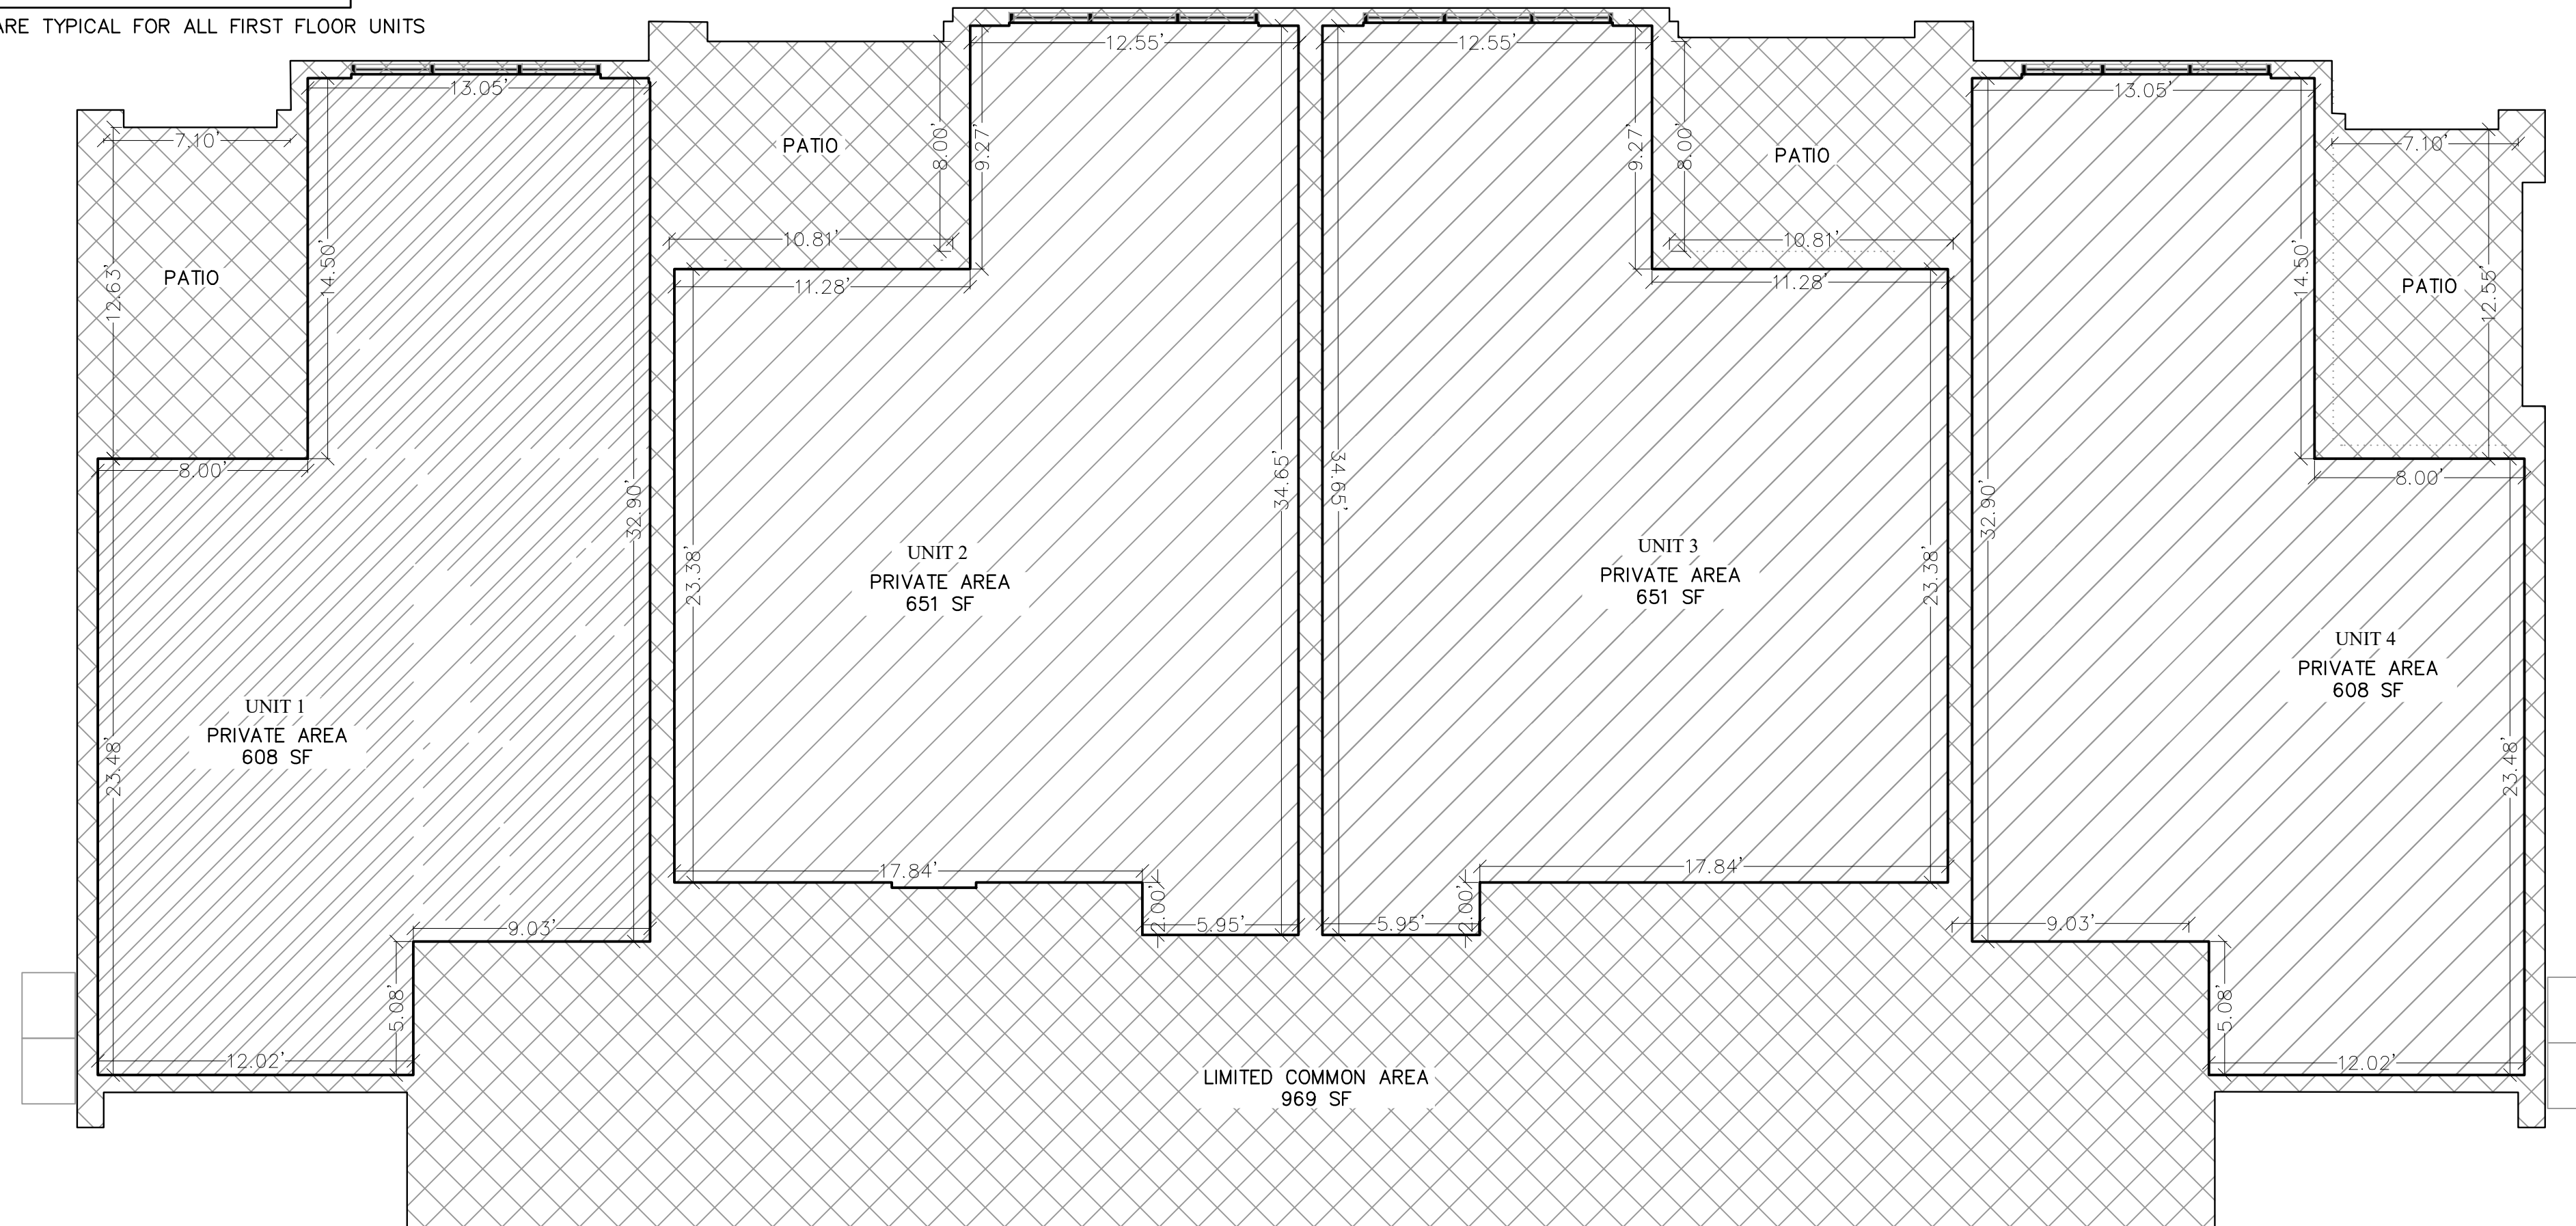 ARE TYPICAL FOR ALL FIRST FLOOR UNITS
12.55'
12.55'
13.05'
13.05'
7.10'
7.10'
PATIO
8.00'
9.27'
9.27'
8.00'
PATIO
10.81'
10.81'
PATIO
12.63'
14.50'
11.28'
11.28'
14.50'
PATIO
12.55'
8.00'
32.90'
34.65'
34.65'
32.90'
8.00'
23.38'
UNIT 2
PRIVATE AREA
651 SF
UNIT 3
PRIVATE AREA
651 SF
23.38'
UNIT 4
PRIVATE AREA
608 SF
UNIT 1
PRIVATE AREA
608 SF
23.48'
23.48'
17.84'
17.84'
2.00'
2.00'
9.03'
5.95'
5.95'
9.03'
5.08'
5.08'
12.02'
12.02'
LIMITED COMMON AREA
969 SF